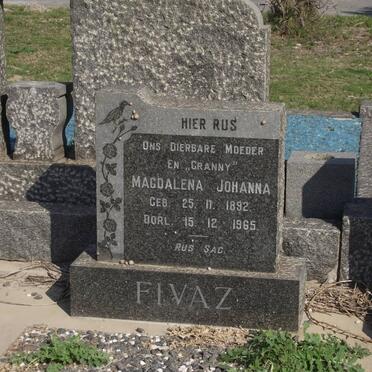 HIER RUS
ONS DIERBARE MOEDER
EN „GRANNY"
MAGDALENA JOHANNA
GEB. 25. 11. 1892.
OORL. 15. 12. 1965.
RUS SAG.
FIVAZ